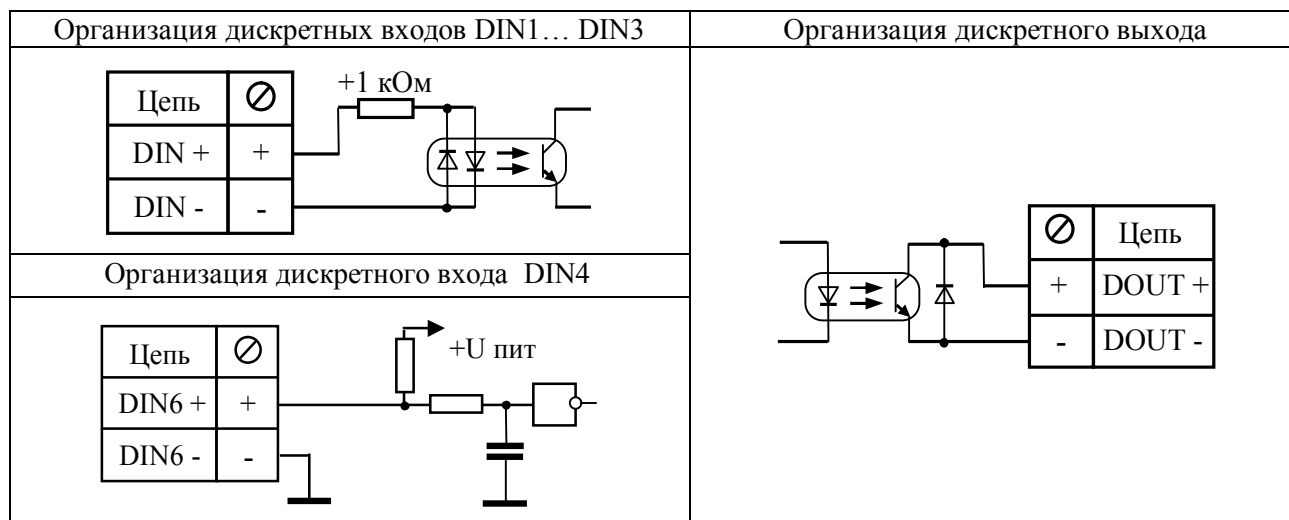 Организация дискретных входов DIN1… DIN3
+1 кОм
Цепь
DIN + +
DIN - -
Организация дискретного входа DIN4
+U пит
Цепь
DIN6 + +
DIN6 - -
Организация дискретного выхода
Цепь
+ DOUT +
- DOUT -